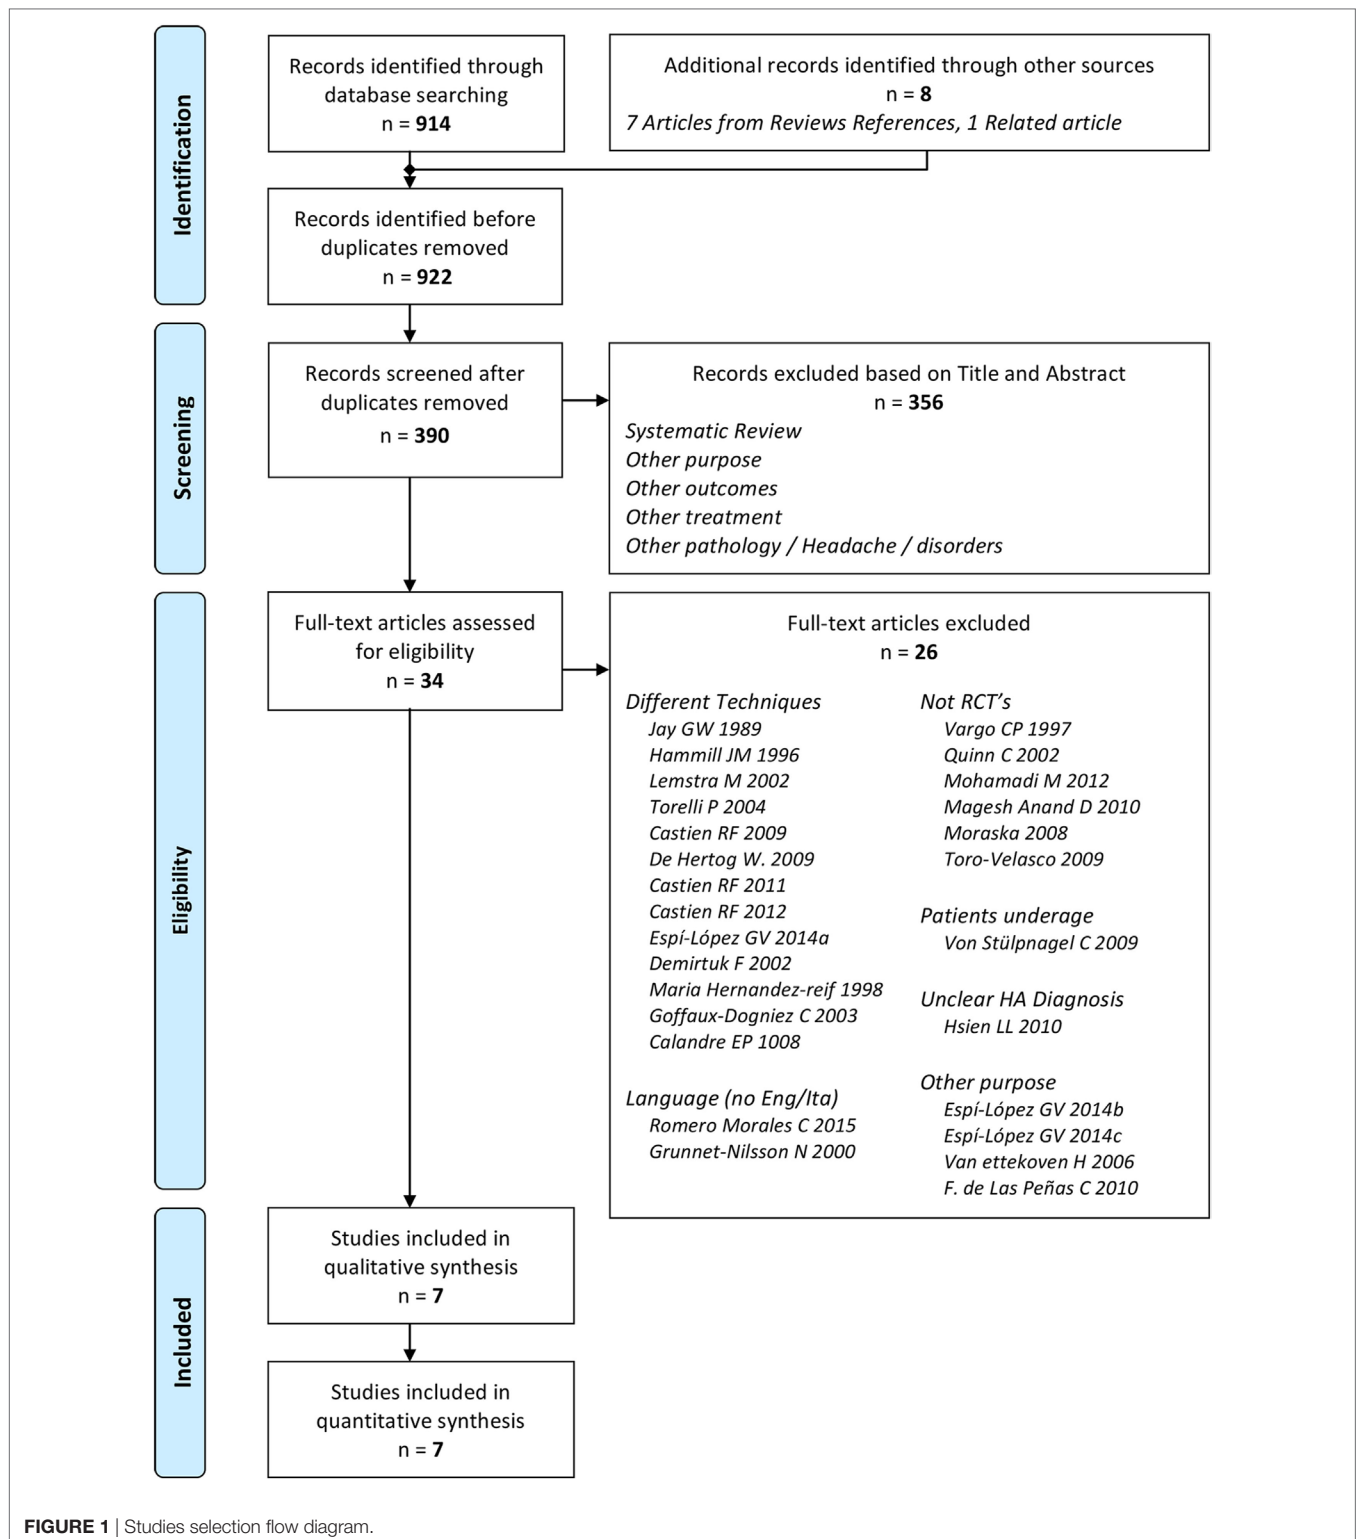 Identification
Records identified through
database searching
n = 914
Additional records identified through other sources
n = 8
7 Articles from Reviews References, 1 Related article
Records identified before
duplicates removed
n = 922
Screening
Records screened after
duplicates removed
n = 390
Records excluded based on Title and Abstract
n = 356
Systematic Review
Other purpose
Other outcomes
Other treatment
Other pathology / Headache / disorders
Eligibility
Full-text articles assessed
for eligibility
n = 34
Full-text articles excluded
n = 26
Different Techniques
Jay GW 1989
Hammill JM 1996
Lemstra M 2002
Torelli P 2004
Castien RF 2009
De Hertog W. 2009
Castien RF 2011
Castien RF 2012
Espí-López GV 2014a
Demirtuk F 2002
Maria Hernandez-reif 1998
Goffaux-Dogniez C 2003
Calandre EP 1008
Language (no Eng/Ita)
Romero Morales C 2015
Grunnet-Nilsson N 2000
Not RCT’s
Vargo CP 1997
Quinn C 2002
Mohamadi M 2012
Magesh Anand D 2010
Moraska 2008
Toro-Velasco 2009
Patients underage
Von Stülpnagel C 2009
Unclear HA Diagnosis
Hsien LL 2010
Other purpose
Espí-López GV 2014b
Espí-López GV 2014c
Van ettekoven H 2006
F. de Las Peñas C 2010
Included
Studies included in
qualitative synthesis
n = 7
Studies included in
quantitative synthesis
n = 7
FIGURE 1 | Studies selection flow diagram.